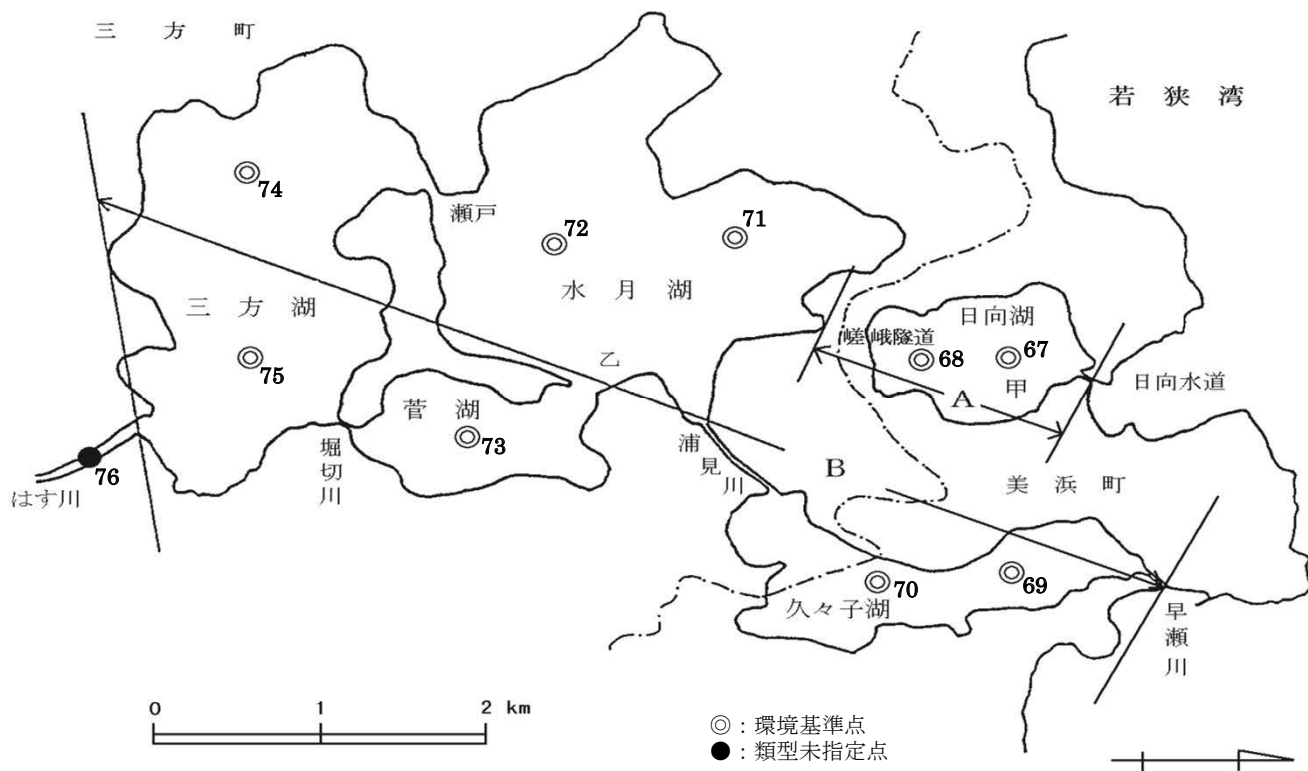 三方町
若狭湾
74
瀬戸
72
71
水月湖
三方湖
日向湖
嵯峨隧道
68
67
日向水道
甲
A
75
乙
菅湖
73
堀切川
浦見川
B
美浜町
76
はす川
70
69
久々子湖
早瀬川
0 1 2 km
◎：環境基準点
●：類型未指定点